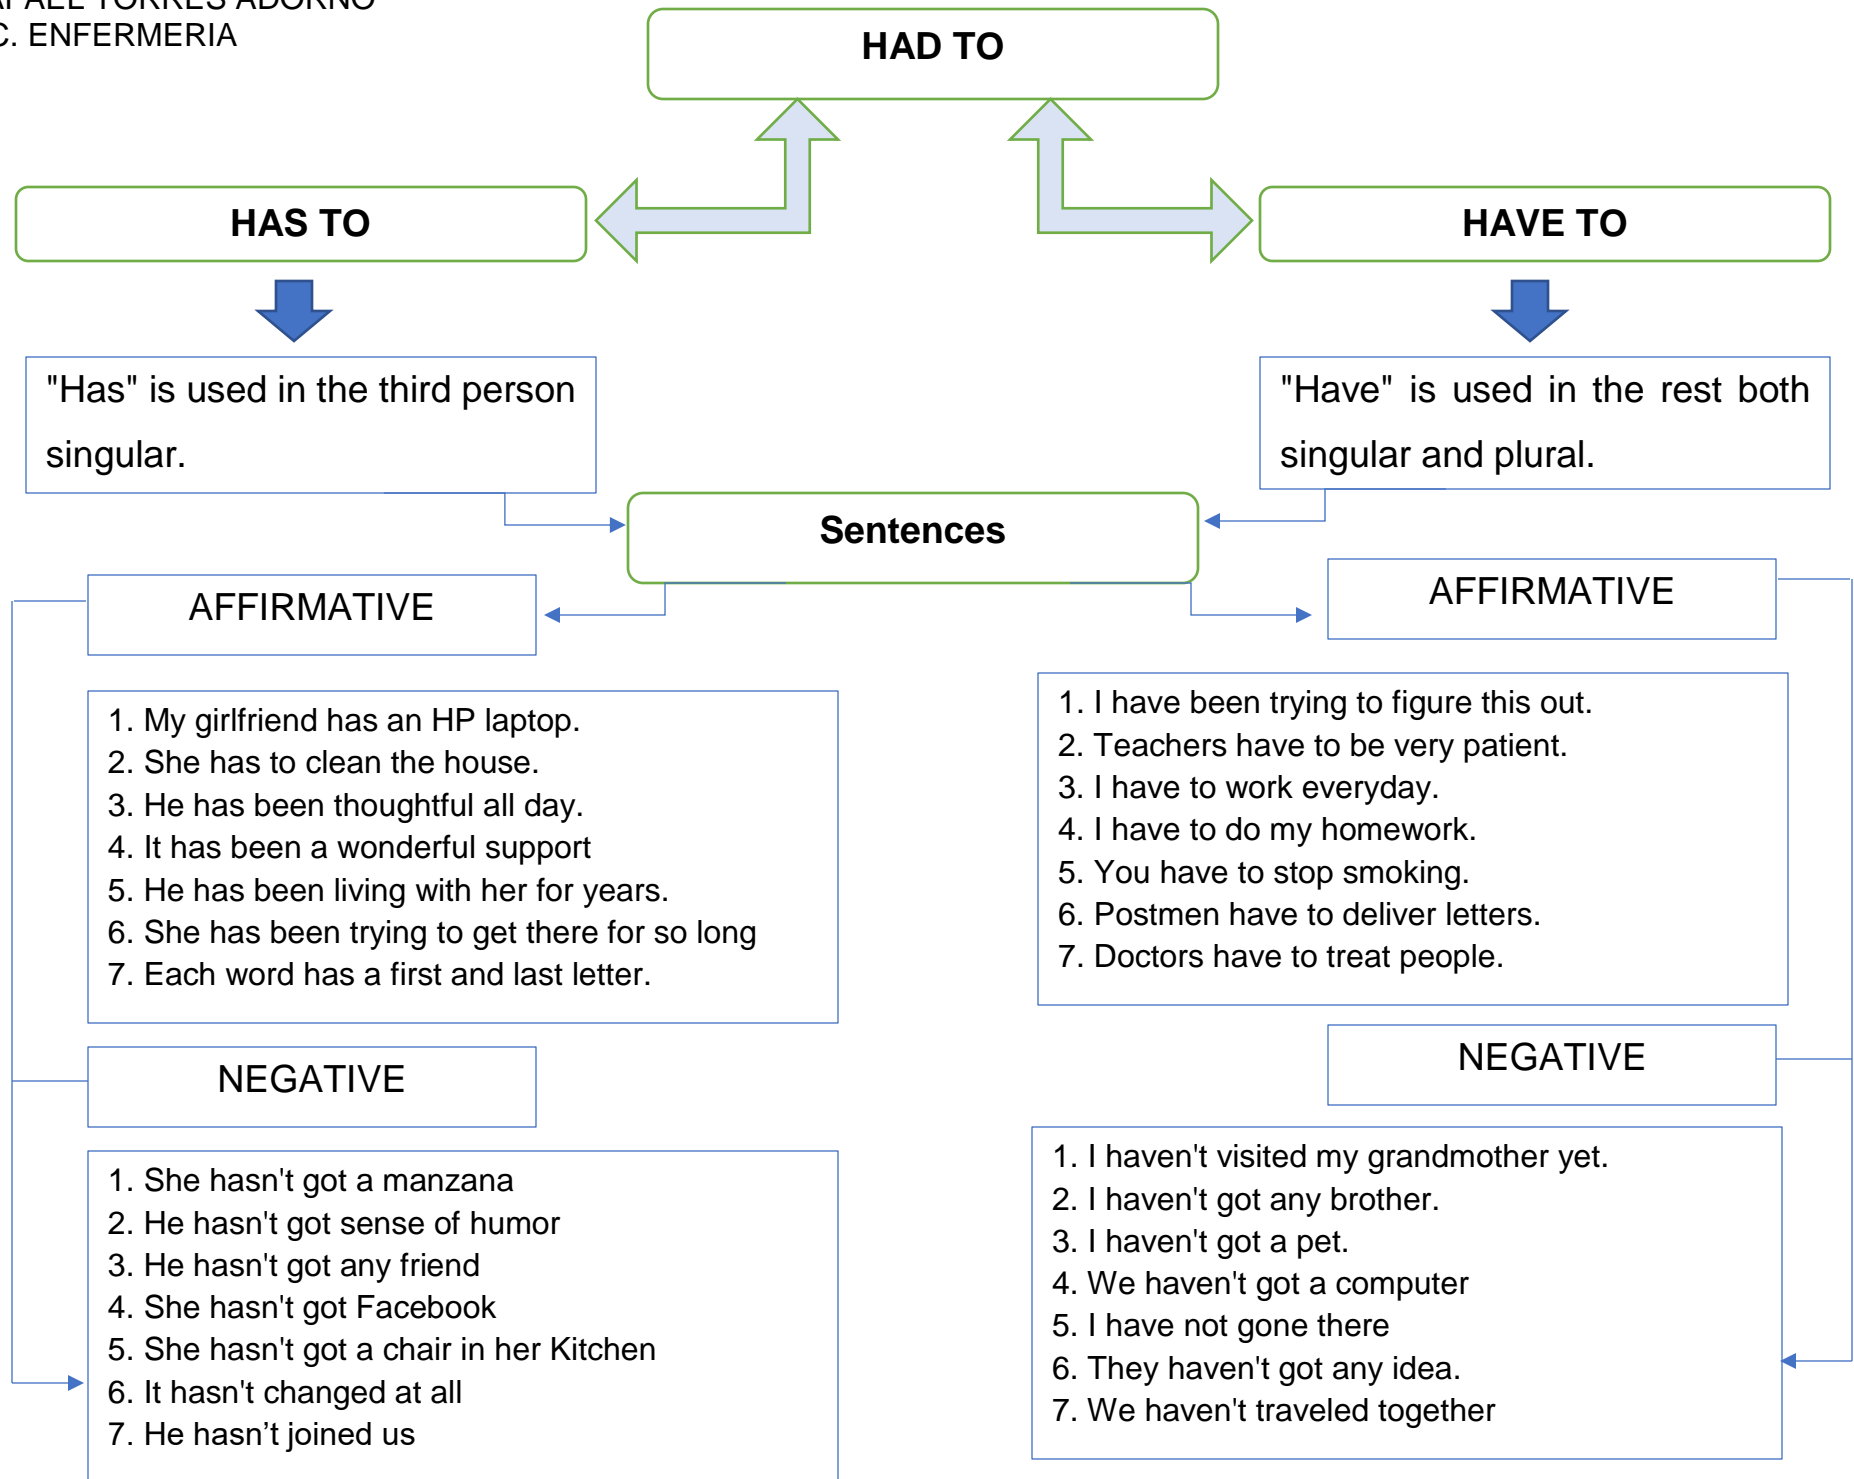 TORRES ADORNO
C. ENFERMERIA
HAD TO
HAS TO
HAVE TO
"Has" is used in the third person
singular.
"Have" is used in the rest both
singular and plural.
Sentences
AFFIRMATIVE
1. My girlfriend has an HP laptop.
2. She has to clean the house.
3. He has been thoughtful all day.
4. It has been a wonderful support
5. He has been living with her for years.
6. She has been trying to get there for so long
7. Each word has a first and last letter.
NEGATIVE
1. She hasn't got a manzana
2. He hasn't got sense of humor
3. He hasn't got any friend
4. She hasn't got Facebook
5. She hasn't got a chair in her Kitchen
6. It hasn't changed at all
7. He hasn’t joined us
AFFIRMATIVE
1. I have been trying to figure this out.
2. Teachers have to be very patient.
3. I have to work everyday.
4. I have to do my homework.
5. You have to stop smoking.
6. Postmen have to deliver letters.
7. Doctors have to treat people.
NEGATIVE
1. I haven't visited my grandmother yet.
2. I haven't got any brother.
3. I haven't got a pet.
4. We haven't got a computer
5. I have not gone there
6. They haven't got any idea.
7. We haven't traveled together